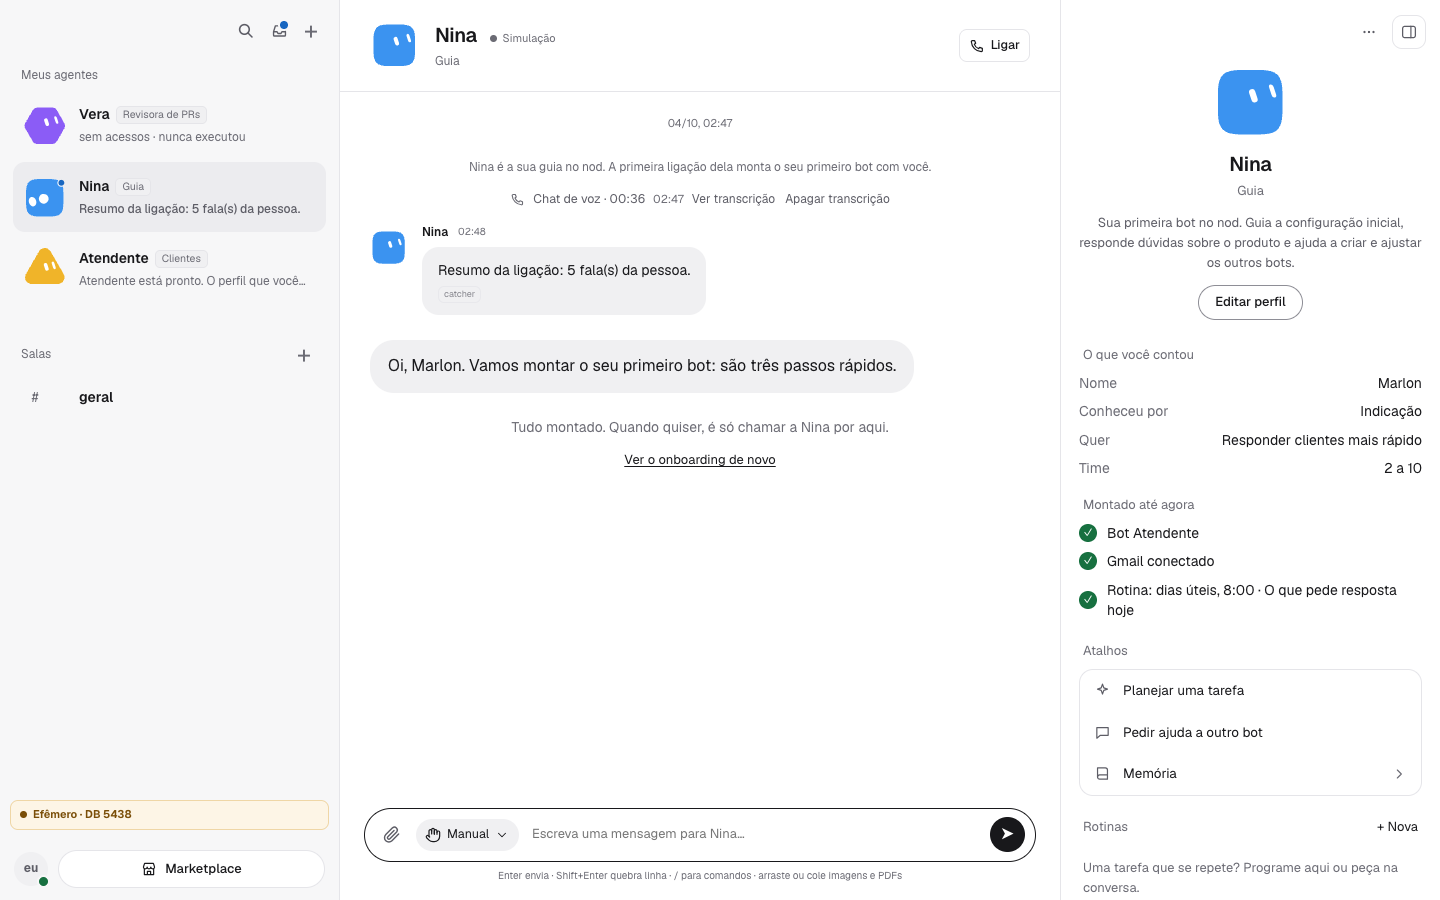 Meus agentes
Vera Revisora de PRs
sem acessos · nunca executou
Nina Guia
Resumo da ligação: 5 fala(s) da pessoa.
Atendente Clientes
Atendente está pronto. O perfil que você…
Salas
# geral
Efêmero · DB 5438
eu
Marketplace
Nina Simulação
Guia
Ligar
04/10, 02:47
Nina é a sua guia no nod. A primeira ligação dela monta o seu primeiro bot com você.
Chat de voz · 00:36 02:47 Ver transcrição Apagar transcrição
Nina 02:48
Resumo da ligação: 5 fala(s) da pessoa.
catcher
Oi, Marlon. Vamos montar o seu primeiro bot: são três passos rápidos.
Tudo montado. Quando quiser, é só chamar a Nina por aqui.
Ver o onboarding de novo
Manual
Escreva uma mensagem para Nina…
Enter envia · Shift+Enter quebra linha · / para comandos · arraste ou cole imagens e PDFs
Nina
Guia
Sua primeira bot no nod. Guia a configuração inicial,
responde dúvidas sobre o produto e ajuda a criar e ajustar
os outros bots.
Editar perfil
O que você contou
Nome Marlon
Conheceu por Indicação
Quer Responder clientes mais rápido
Time 2 a 10
Montado até agora
Bot Atendente
Gmail conectado
Rotina: dias úteis, 8:00 · O que pede resposta
hoje
Atalhos
Planejar uma tarefa
Pedir ajuda a outro bot
Memória
Rotinas + Nova
Uma tarefa que se repete? Programe aqui ou peça na
conversa.